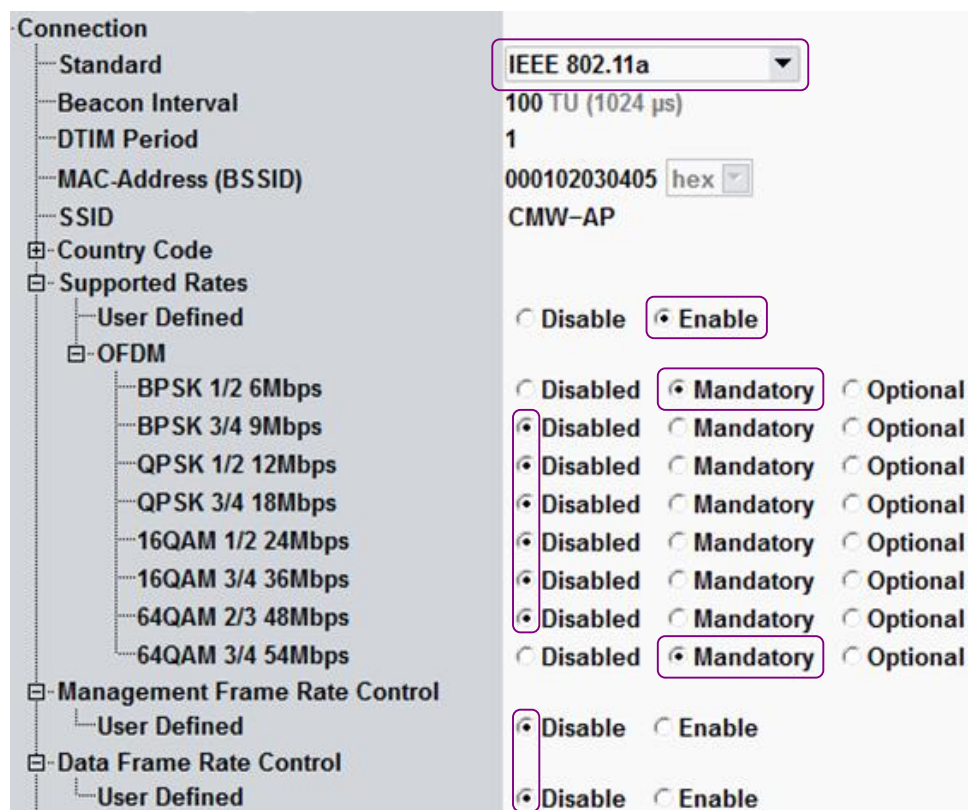 Connection
Standard IEEE 802.11a
Beacon Interval 100 TU (1024 µs)
DTIM Period 1
MAC-Address (BSSID) 000102030405 hex
SSID CMW-AP
Country Code
Supported Rates
User Defined Disable Enable
OFDM
BPSK 1/2 6Mbps Disabled Mandatory Optional
BPSK 3/4 9Mbps Disabled Mandatory Optional
QPSK 1/2 12Mbps Disabled Mandatory Optional
QPSK 3/4 18Mbps Disabled Mandatory Optional
16QAM 1/2 24Mbps Disabled Mandatory Optional
16QAM 3/4 36Mbps Disabled Mandatory Optional
64QAM 2/3 48Mbps Disabled Mandatory Optional
64QAM 3/4 54Mbps Disabled Mandatory Optional
Management Frame Rate Control
User Defined Disable Enable
Data Frame Rate Control
User Defined Disable Enable